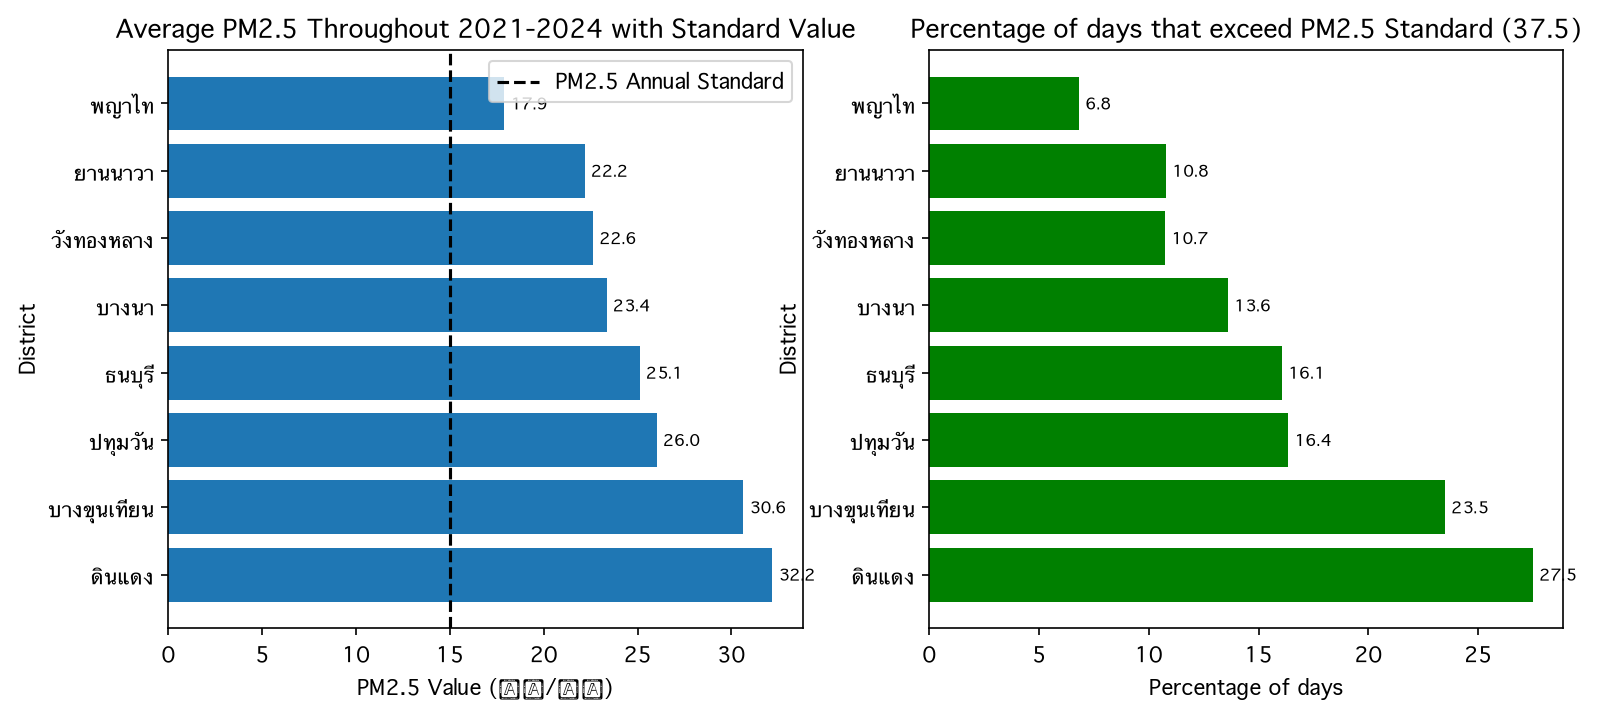 Average PM2.5 Throughout 2021-2024 with Standard Value
PM2.5 Annual Standard
District
พญาไท
17.9
ยานนาวา
22.2
วังทองหลาง
22.6
บางนา
23.4
ธนบุรี
25.1
ปทุมวัน
26.0
บางขุนเทียน
30.6
ดินแดง
32.2
0 5 10 15 20 25 30
PM2.5 Value (/)
Percentage of days that exceed PM2.5 Standard (37.5)
District
พญาไท
6.8
ยานนาวา
10.8
วังทองหลาง
10.7
บางนา
13.6
ธนบุรี
16.1
ปทุมวัน
16.4
บางขุนเทียน
23.5
ดินแดง
27.5
0 5 10 15 20 25
Percentage of days